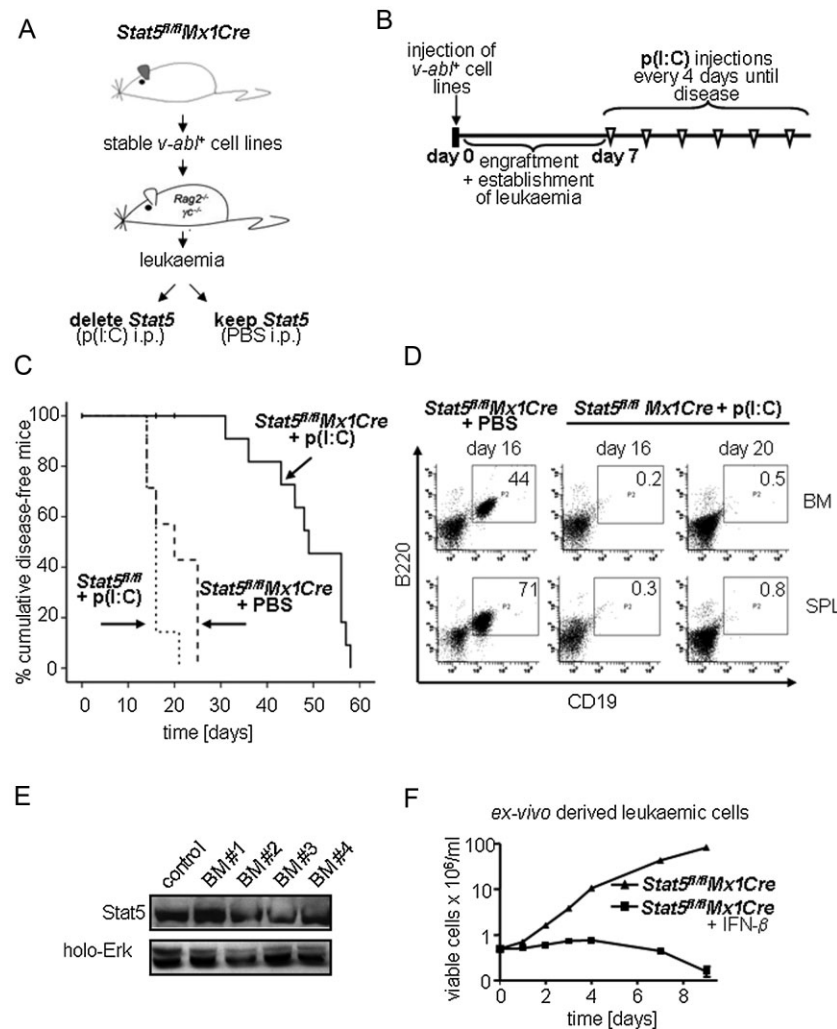 A
Stat5fl/flMx1Cre
stable v-abl+ cell lines
Rag2-/-
γc-/-
leukaemia
delete Stat5
(p(I:C) i.p.)
keep Stat5
(PBS i.p.)
B
injection of
v-abl+ cell
lines
p(I:C) injections
every 4 days until
disease
day 0
day 7
engraftment
+ establishment
of leukaemia
C
% cumulative disease-free mice
100
80
60
40
20
0
Stat5fl/flMx1Cre
+ p(I:C)
Stat5fl/fl
+ p(I:C)
Stat5fl/flMx1Cre
+ PBS
0 10 20 30 40 50 60
time [days]
D
Stat5fl/flMx1Cre
+ PBS
Stat5fl/fl Mx1Cre + p(I:C)
day 16
day 16
day 20
44
P2
0.2
P2
0.5
P2
BM
71
P2
0.3
P2
0.8
P2
SPL
B220
CD19
E
control
BM#1
BM#2
BM#3
BM#4
Stat5
holo-Erk
F
ex-vivo derived leukaemic cells
viable cells x 10⁶/ml
100
10
1
0
Stat5fl/flMx1Cre
Stat5fl/flMx1Cre
+ IFN-β
0 2 4 6 8
time [days]